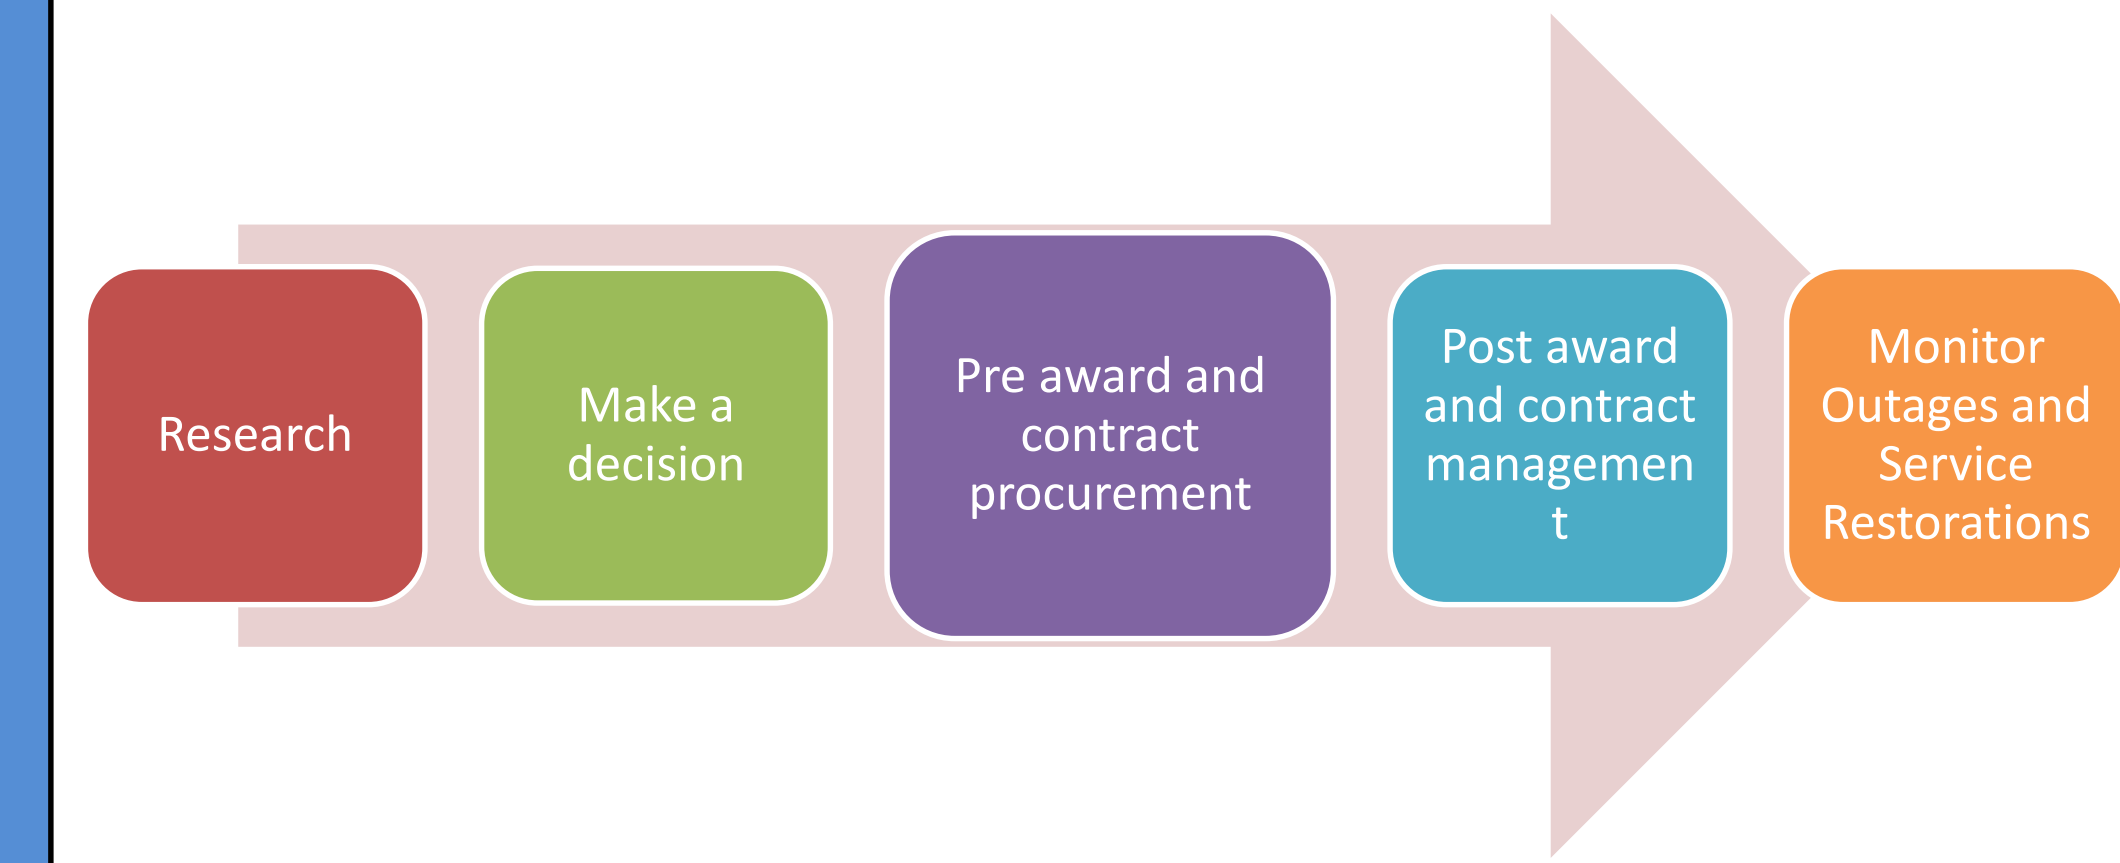 Research
Make a
decision
Pre award and
contract
procurement
Post award
and contract
managemen
t
Monitor
Outages and
Service
Restorations